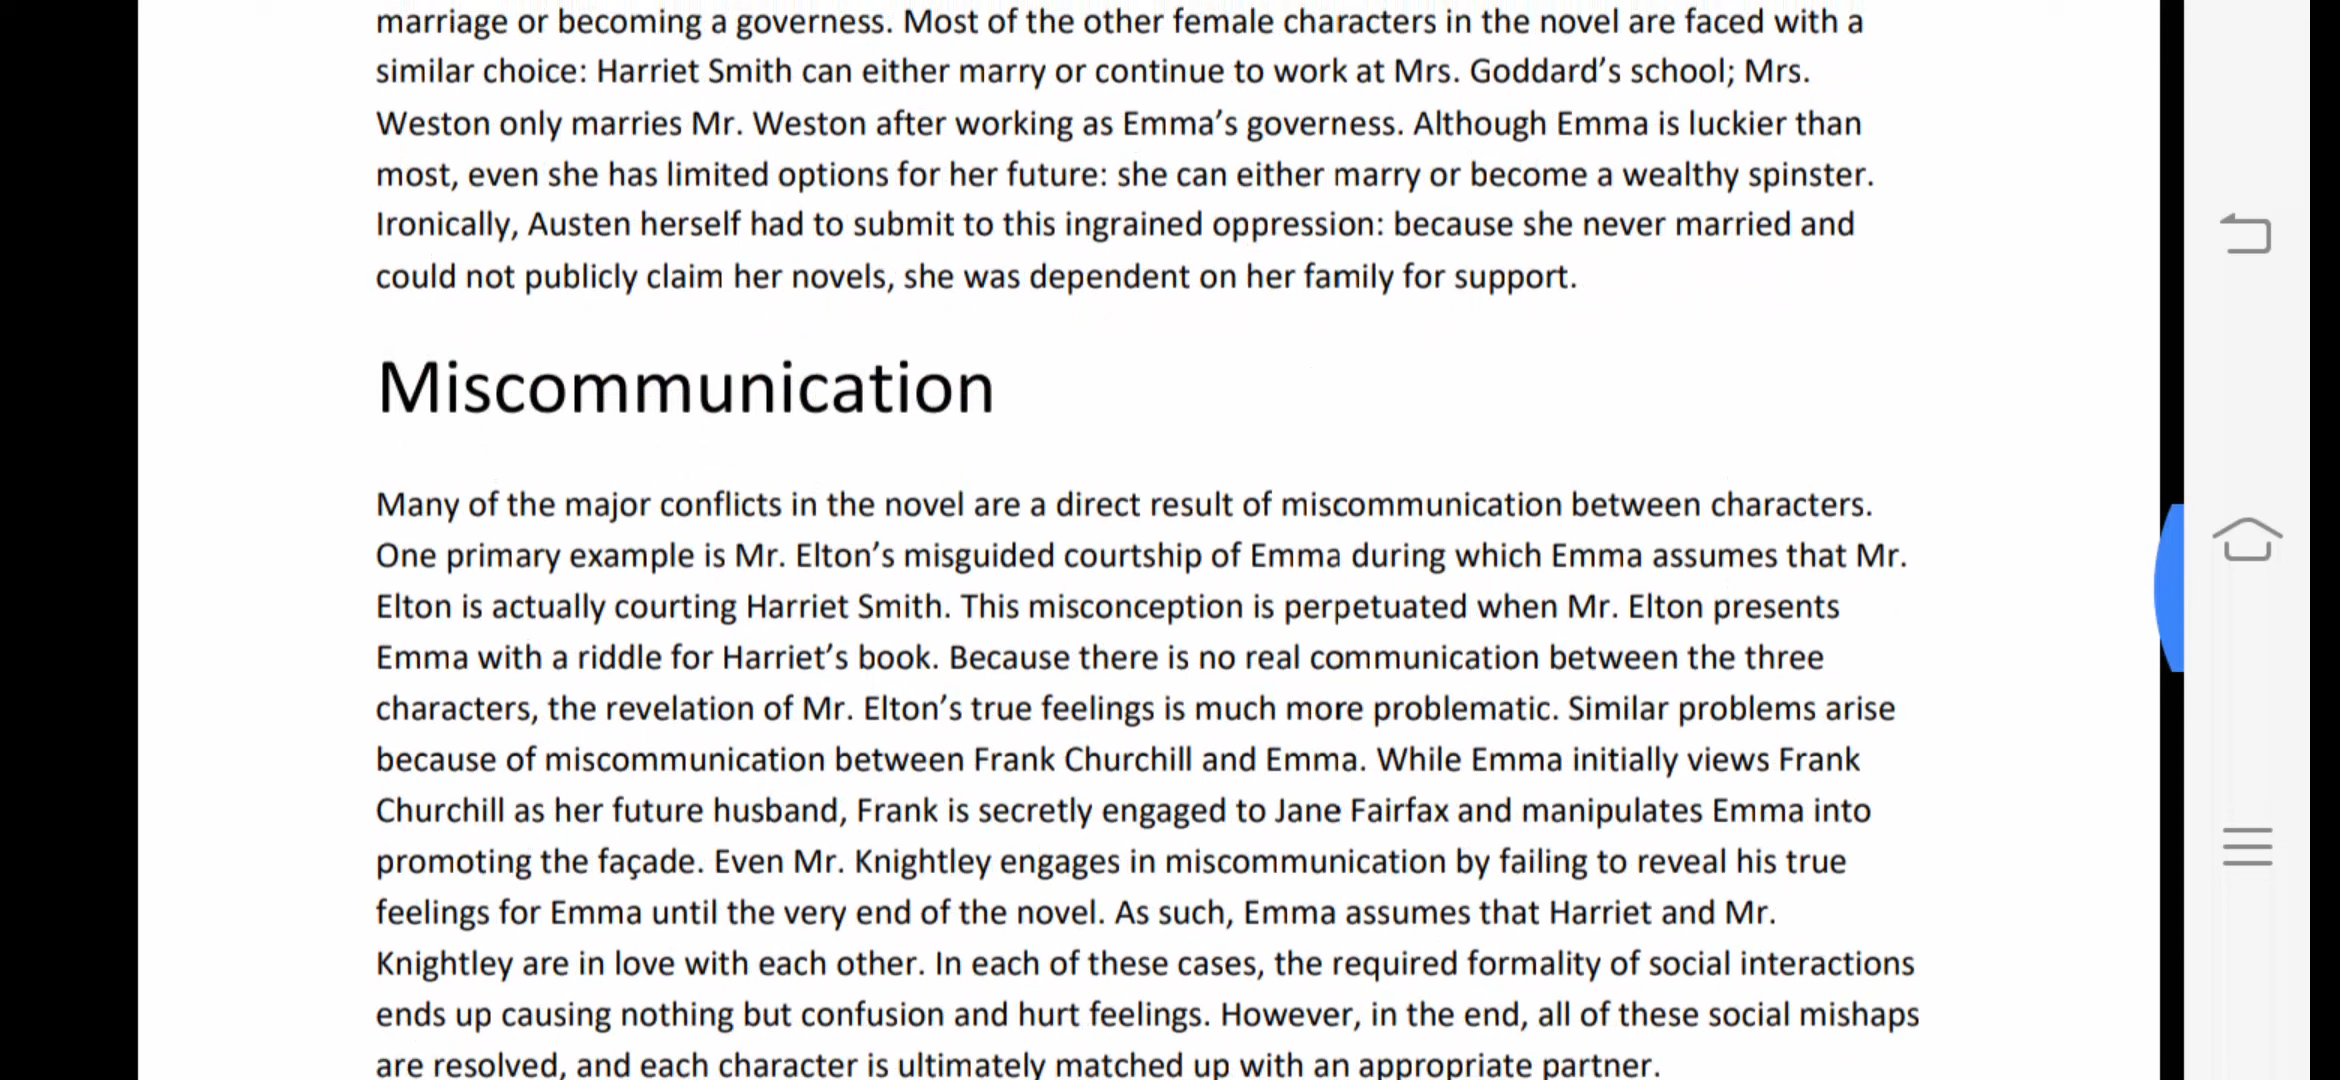 marriage or becoming a governess. Most of the other female characters in the novel are faced with a
similar choice: Harriet Smith can either marry or continue to work at Mrs. Goddard’s school; Mrs.
Weston only marries Mr. Weston after working as Emma’s governess. Although Emma is luckier than
most, even she has limited options for her future: she can either marry or become a wealthy spinster.
Ironically, Austen herself had to submit to this ingrained oppression: because she never married and
could not publicly claim her novels, she was dependent on her family for support.
Miscommunication
Many of the major conflicts in the novel are a direct result of miscommunication between characters.
One primary example is Mr. Elton’s misguided courtship of Emma during which Emma assumes that Mr.
Elton is actually courting Harriet Smith. This misconception is perpetuated when Mr. Elton presents
Emma with a riddle for Harriet’s book. Because there is no real communication between the three
characters, the revelation of Mr. Elton’s true feelings is much more problematic. Similar problems arise
because of miscommunication between Frank Churchill and Emma. While Emma initially views Frank
Churchill as her future husband, Frank is secretly engaged to Jane Fairfax and manipulates Emma into
promoting the façade. Even Mr. Knightley engages in miscommunication by failing to reveal his true
feelings for Emma until the very end of the novel. As such, Emma assumes that Harriet and Mr.
Knightley are in love with each other. In each of these cases, the required formality of social interactions
ends up causing nothing but confusion and hurt feelings. However, in the end, all of these social mishaps
are resolved, and each character is ultimately matched up with an appropriate partner.